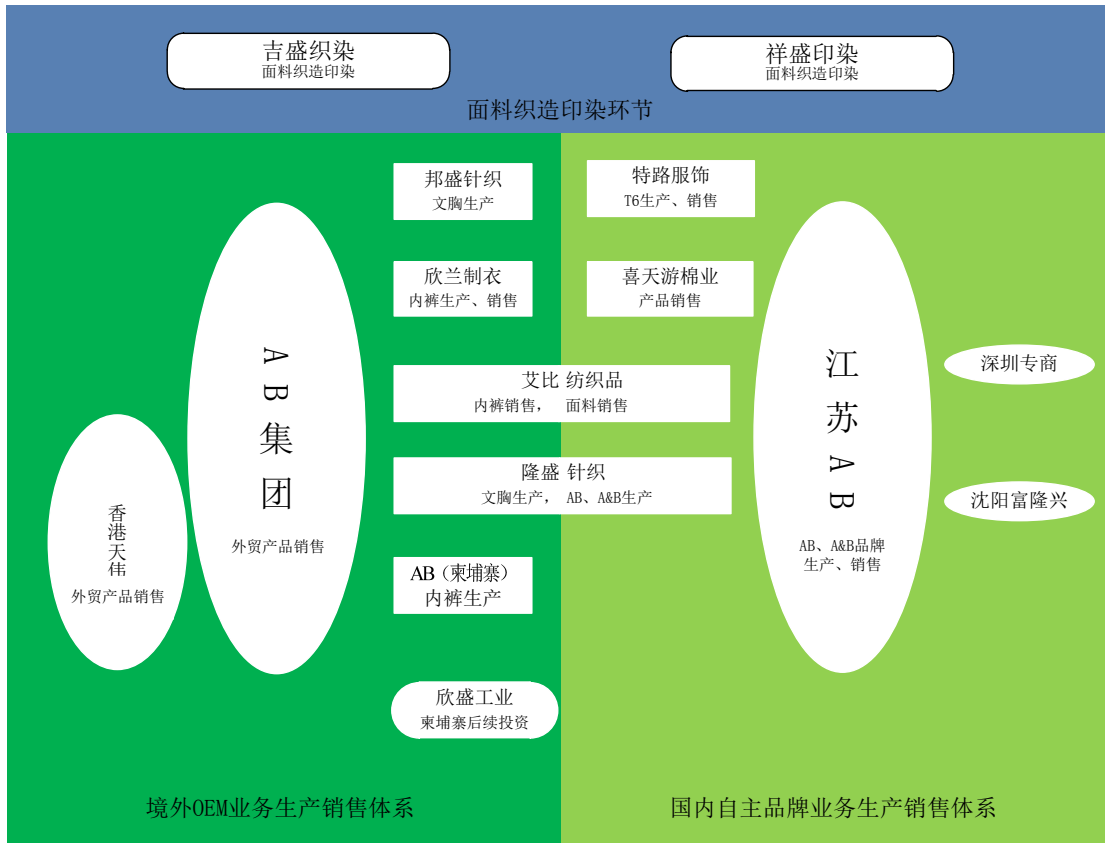 吉盛织染
面料织造印染
祥盛印染
面料织造印染
面料织造印染环节
邦盛针织
文胸生产
特路服饰
T6生产、销售
欣兰制衣
内裤生产、销售
喜天游棉业
产品销售
AB集团
外贸产品销售
江苏AB
AB、A&B品牌
生产、销售
艾比 纺织品
内裤销售， 面料销售
深圳专商
隆盛 针织
文胸生产， AB、A&B生产
沈阳富隆兴
香港天伟
外贸产品销售
AB（柬埔寨）
内裤生产
欣盛工业
柬埔寨后续投资
境外OEM业务生产销售体系
国内自主品牌业务生产销售体系